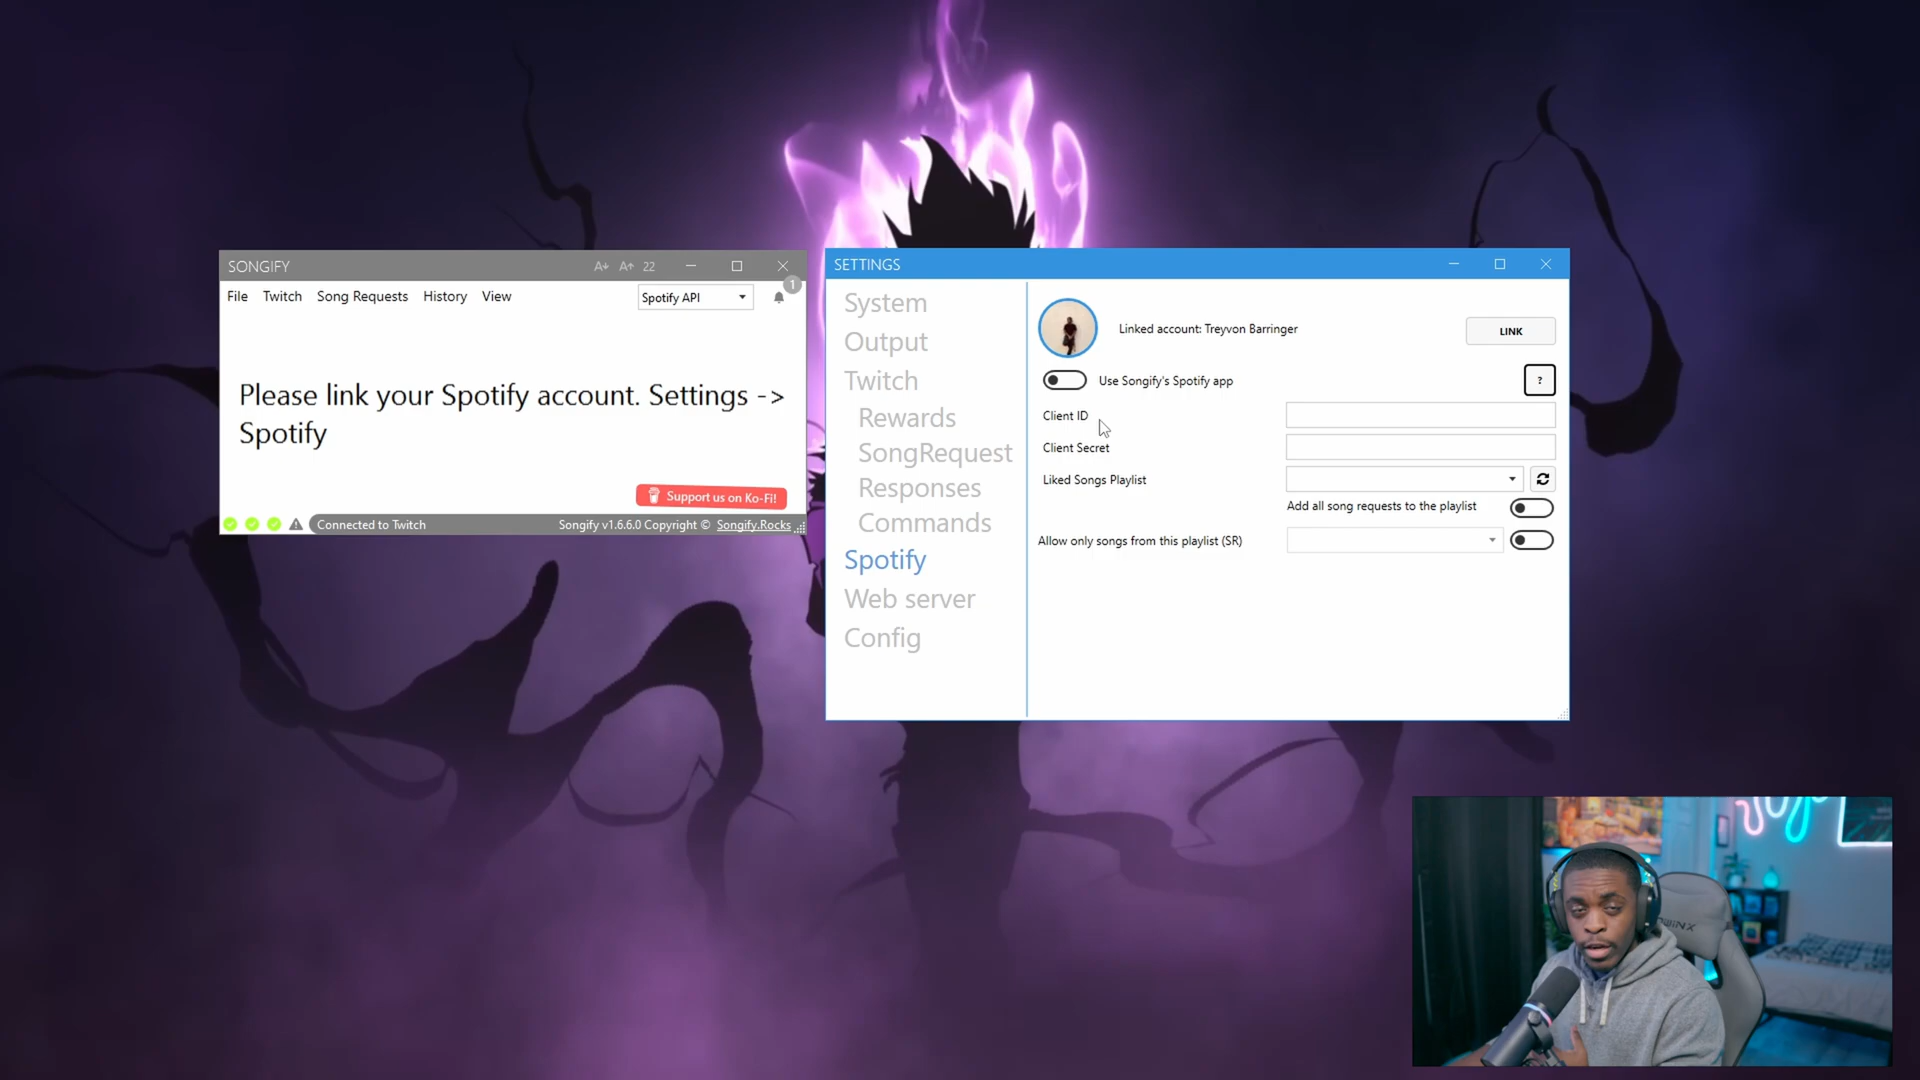 SONGIFY
22
File Twitch Song Requests History View
Spotify API
1
Please link your Spotify account. Settings ->
Spotify
Support us on Ko-Fi!
Connected to Twitch
Songify v1.6.6.0 Copyright © Songify.Rocks
SETTINGS
System
Output
Twitch
Rewards
SongRequest
Responses
Commands
Spotify
Web server
Config
Linked account: Treyvon Barringer
LINK
Use Songify's Spotify app
?
Client ID
Client Secret
Liked Songs Playlist
Add all song requests to the playlist
Allow only songs from this playlist (SR)